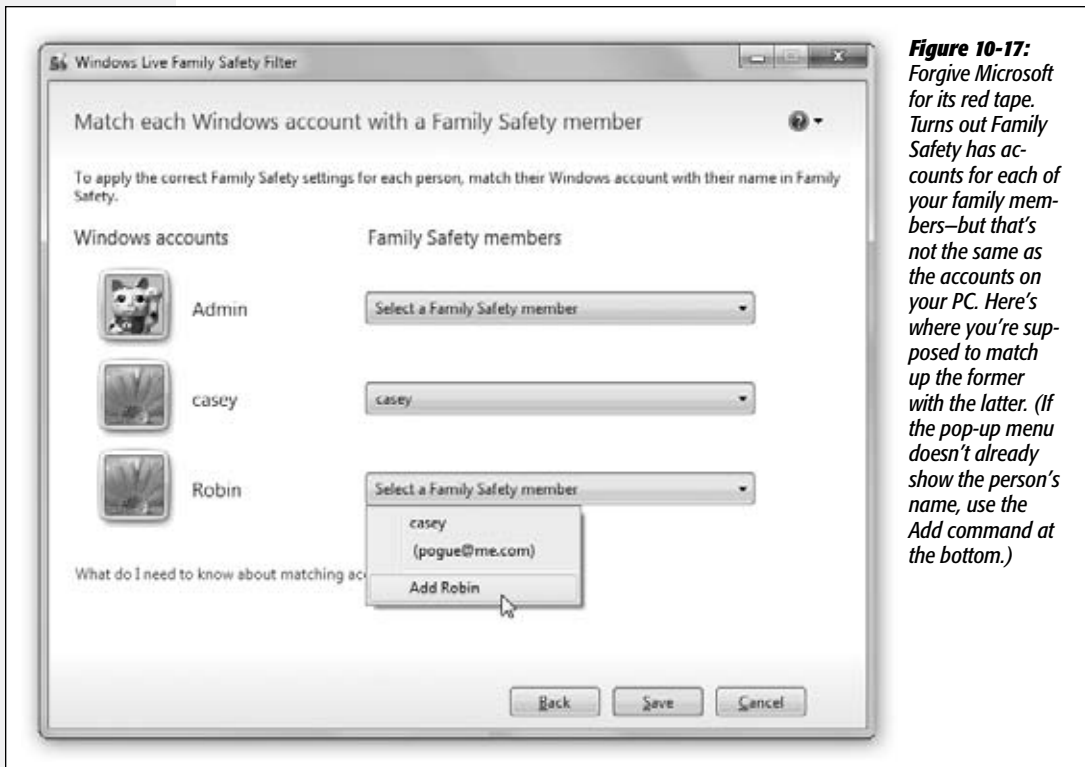 Windows Live Family Safety Filter
Match each Windows account with a Family Safety member
To apply the correct Family Safety settings for each person, match their Windows account with their name in Family
Safety.
Windows accounts
Family Safety members
Admin
Select a Family Safety member
casey
casey
Robin
Select a Family Safety member
casey
(pogue@me.com)
Add Robin
What do I need to know about matching
Back
Save
Cancel
Figure 10-17:
Forgive Microsoft
for its red tape.
Turns out Family
Safety has ac-
counts for each of
your family mem-
bers—but that's
not the same as
the accounts on
your PC. Here's
where you're sup-
posed to match
up the former
with the latter. (If
the pop-up menu
doesn't already
show the person's
name, use the
Add command at
the bottom.)